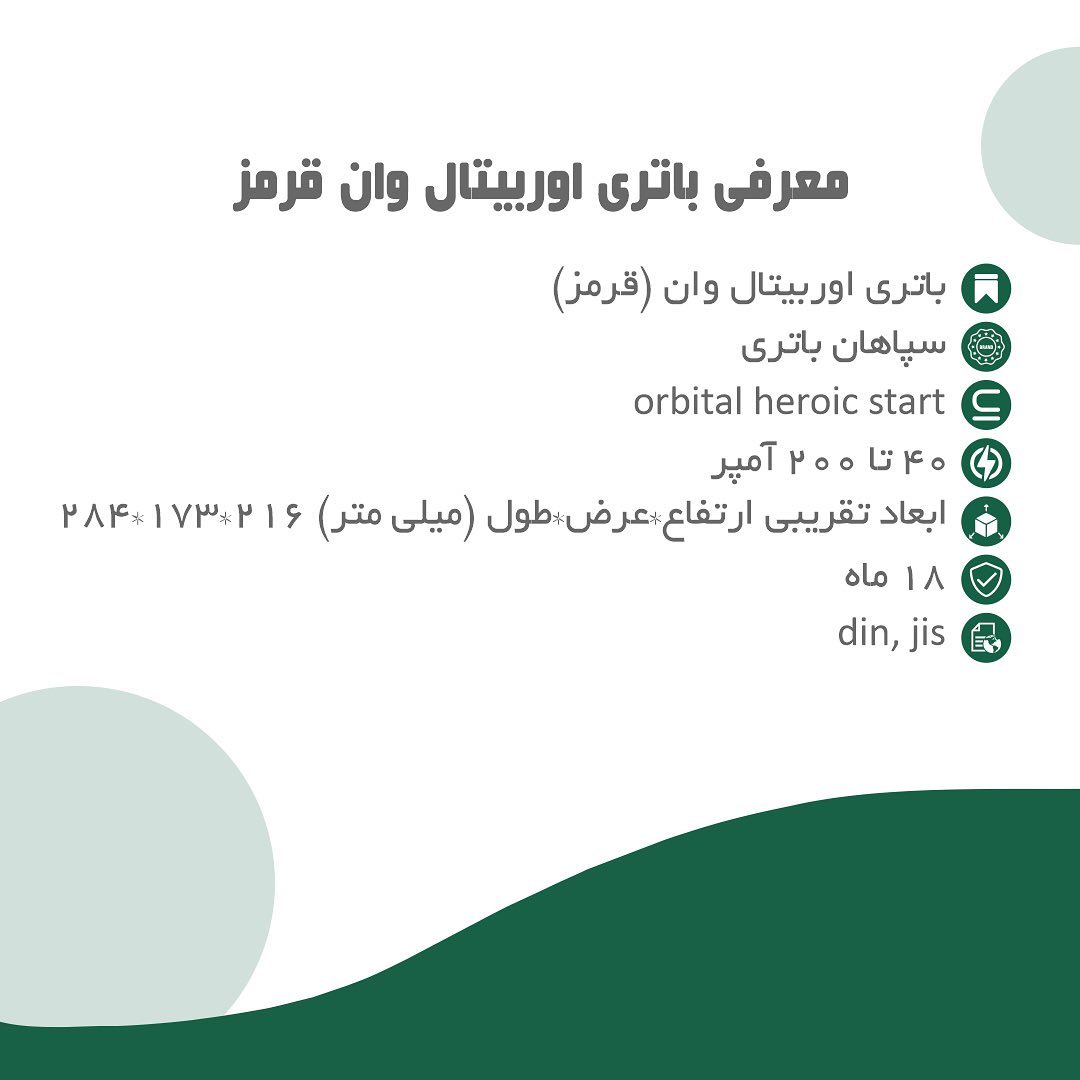 معرفی باتری اوربیتال وان قرمز
باتری اوربیتال وان (قرمز)
BRAND
سپاهان باتری
orbital heroic start
۴۰ تا ۲۰۰ آمپر
ابعاد تقریبی ارتفاع*عرض*طول (میلی متر) ۲۱۶*۱۷۳*۲۸۴
۱۸ ماه
din, jis